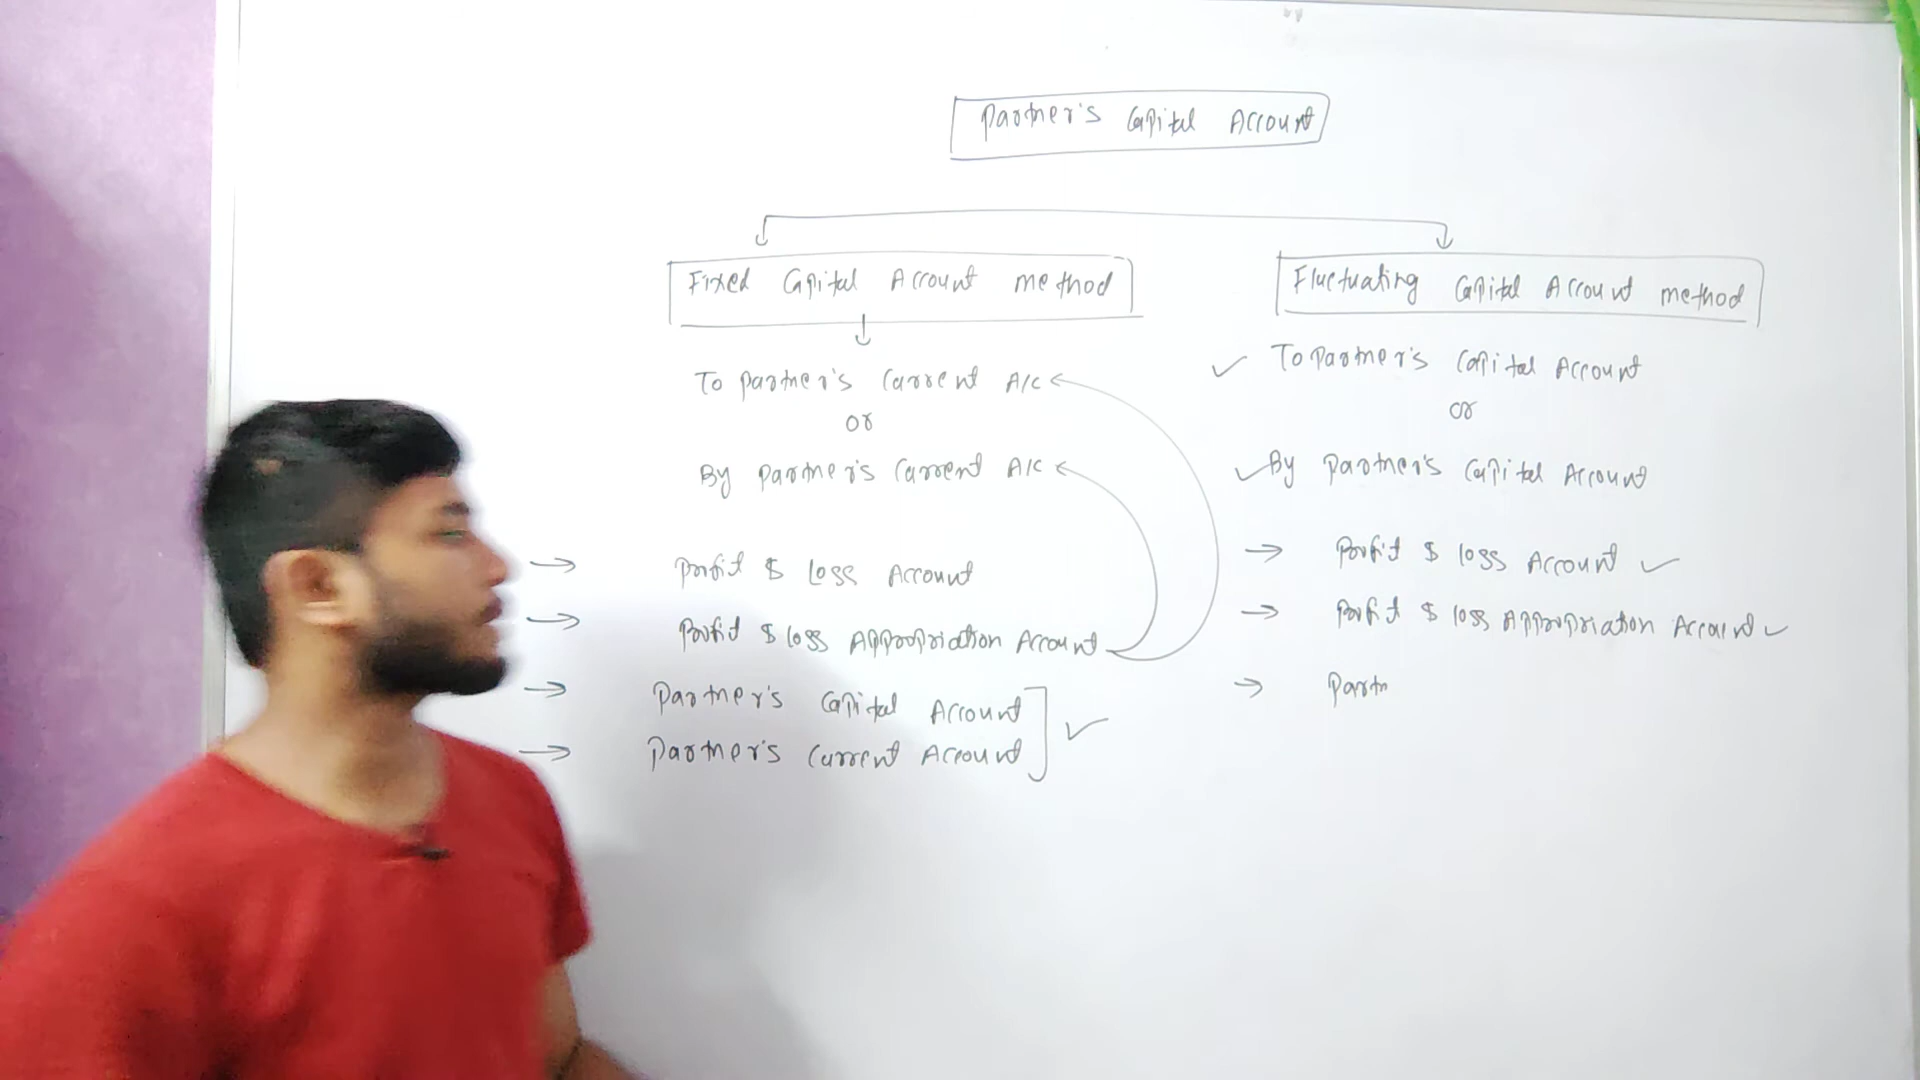 Partner's Capital Account
Fixed Capital Account method
To partner's Current A/C
or
By partner's Current A/C
→ Profit $ Loss Account
→ Profit $ Loss Appropriation Account
→ Partner's Capital Account
→ Partner's Current Account
Fluctuating Capital Account method
✓ To Partner's Capital Account
or
✓ By Partner's Capital Account
→ Profit $ loss Account ✓
→ Profit $ loss Appropriation Account ✓
→ Partn